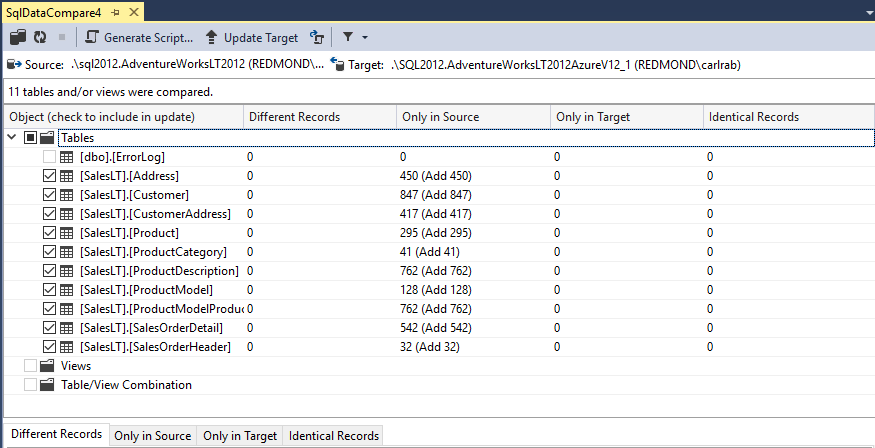 SqlDataCompare4
Generate Script... Update Target
Source: .\sql2012.AdventureWorksLT2012 (REDMOND\... Target: .\SQL2012.AdventureWorksLT2012AzureV12_1 (REDMOND\carlrab)
11 tables and/or views were compared.
Object (check to include in update) Different Records Only in Source Only in Target Identical Records
Tables
[dbo].[ErrorLog] 0 0 0 0
[SalesLT].[Address] 0 450 (Add 450) 0 0
[SalesLT].[Customer] 0 847 (Add 847) 0 0
[SalesLT].[CustomerAddress] 0 417 (Add 417) 0 0
[SalesLT].[Product] 0 295 (Add 295) 0 0
[SalesLT].[ProductCategory] 0 41 (Add 41) 0 0
[SalesLT].[ProductDescription] 0 762 (Add 762) 0 0
[SalesLT].[ProductModel] 0 128 (Add 128) 0 0
[SalesLT].[ProductModelProduc 0 762 (Add 762) 0 0
[SalesLT].[SalesOrderDetail] 0 542 (Add 542) 0 0
[SalesLT].[SalesOrderHeader] 0 32 (Add 32) 0 0
Views
Table/View Combination
Different Records Only in Source Only in Target Identical Records